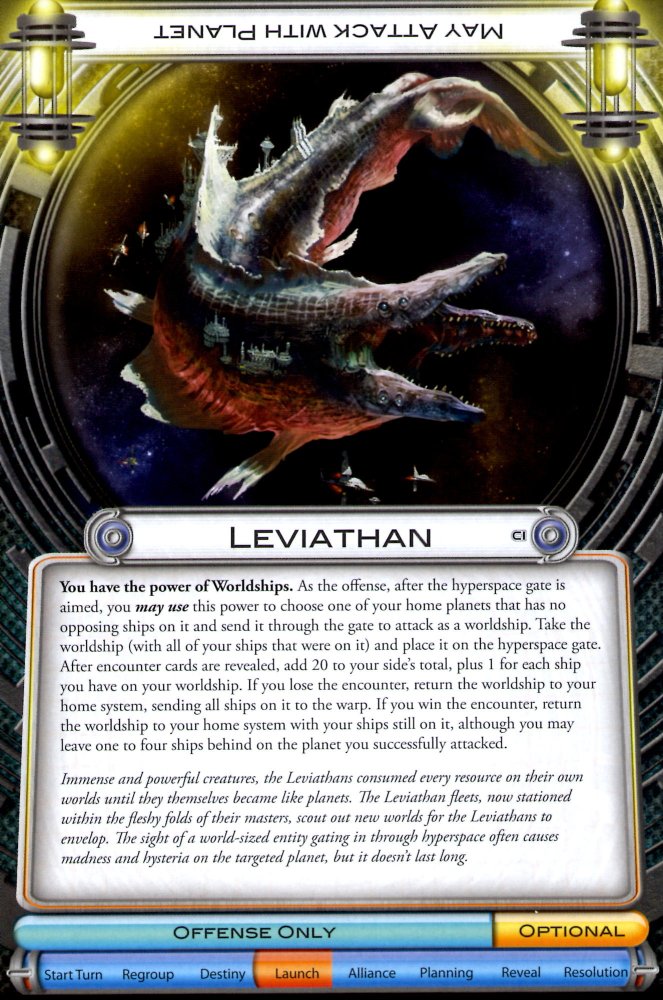 May Attack with Planet
Leviathan CI
You have the power of Worldships. As the offense, after the hyperspace gate is
aimed, you may use this power to choose one of your home planets that has no
opposing ships on it and send it through the gate to attack as a worldship. Take the
worldship (with all of your ships that were on it) and place it on the hyperspace gate.
After encounter cards are revealed, add 20 to your side's total, plus 1 for each ship
you have on your worldship. If you lose the encounter, return the worldship to your
home system, sending all ships on it to the warp. If you win the encounter, return
the worldship to your home system with your ships still on it, although you may
leave one to four ships behind on the planet you successfully attacked.
Immense and powerful creatures, the Leviathans consumed every resource on their own
worlds until they themselves became like planets. The Leviathan fleets, now stationed
within the fleshy folds of their masters, scout out new worlds for the Leviathans to
envelop. The sight of a world-sized entity gating in through hyperspace often causes
madness and hysteria on the targeted planet, but it doesn't last long.
Offense Only Optional
Start Turn Regroup Destiny Launch Alliance Planning Reveal Resolution